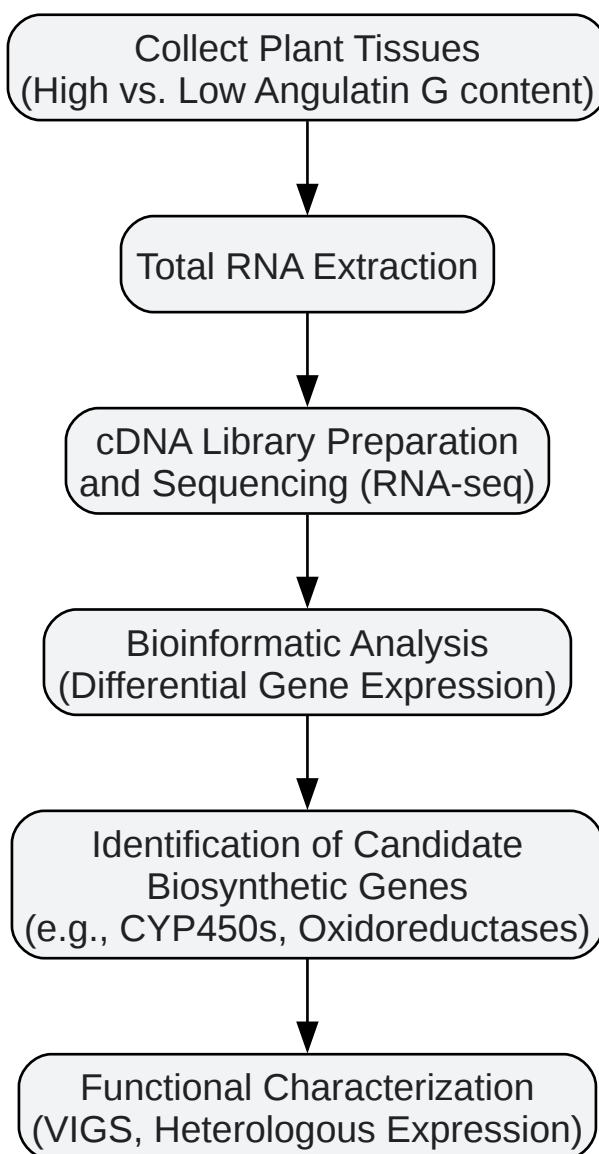 Collect Plant Tissues
(High vs. Low Angulatin G content)
Total RNA Extraction
cDNA Library Preparation
and Sequencing (RNA-seq)
Bioinformatic Analysis
(Differential Gene Expression)
Identification of Candidate
Biosynthetic Genes
(e.g., CYP450s, Oxidoreductases)
Functional Characterization
(VIGS, Heterologous Expression)